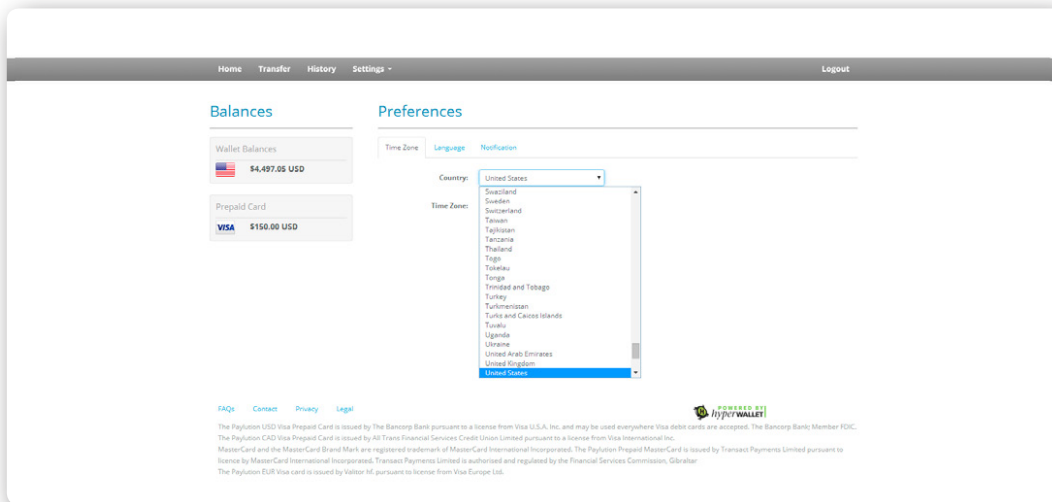 Home Transfer History Settings Logout
Balances
Wallet Balances
$4,497.05 USD
Prepaid Card
VISA $150.00 USD
Preferences
Time Zone Language Notification
Country: United States
Time Zone:
Swaziland
Sweden
Switzerland
Taiwan
Tajikistan
Tanzania
Thailand
Togo
Tokelau
Tonga
Trinidad and Tobago
Turkey
Turkmenistan
Turks and Caicos Islands
Tuvalu
Uganda
Ukraine
United Arab Emirates
United Kingdom
United States
FAQs Contact Privacy Legal
POWERED BY
hyperWALLET
The Paylution USD Visa Prepaid Card is issued by The Bancorp Bank pursuant to a license from Visa U.S.A. Inc. and may be used everywhere Visa debit cards are accepted. The Bancorp Bank; Member FDIC.
The Paylution CAD Visa Prepaid Card is issued by All Trans Financial Services Credit Union Limited pursuant to a license from Visa International Inc.
MasterCard and the MasterCard Brand Mark are registered trademark of MasterCard International Incorporated. The Paylution Prepaid MasterCard is issued by Transact Payments Limited pursuant to
licence by MasterCard International Incorporated. Transact Payments Limited is authorised and regulated by the Financial Services Commission, Gibraltar
The Paylution EUR Visa card is issued by Valitor hf. pursuant to license from Visa Europe Ltd.